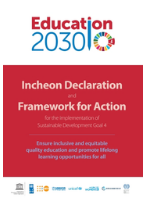 Education
2030
Incheon Declaration
and
Framework for Action
for the implementation of
Sustainable Development Goal 4
Ensure inclusive and equitable
quality education and promote lifelong
learning opportunities for all